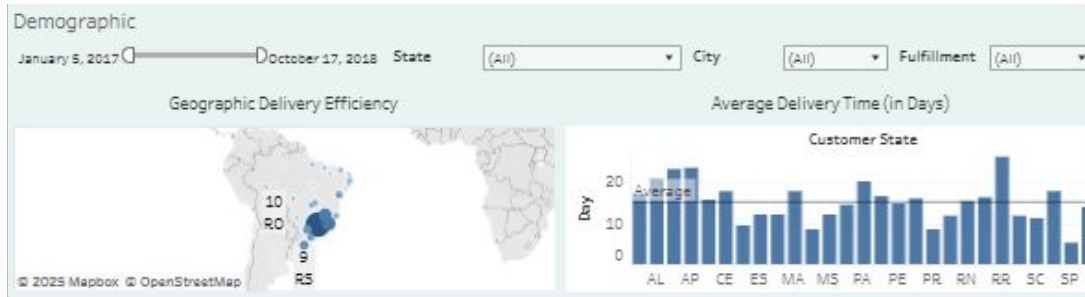 Demographic
January 5, 2017 October 17, 2018 State (All) City (All) Fulfillment (All)
Geographic Delivery Efficiency
Average Delivery Time (in Days)
Customer State
20
Average
Day
10
0
10
RO
9
RS
© 2025 Mapbox © OpenStreetMap
AL AP CE ES MA MS PA PE PR RN RR SC SP